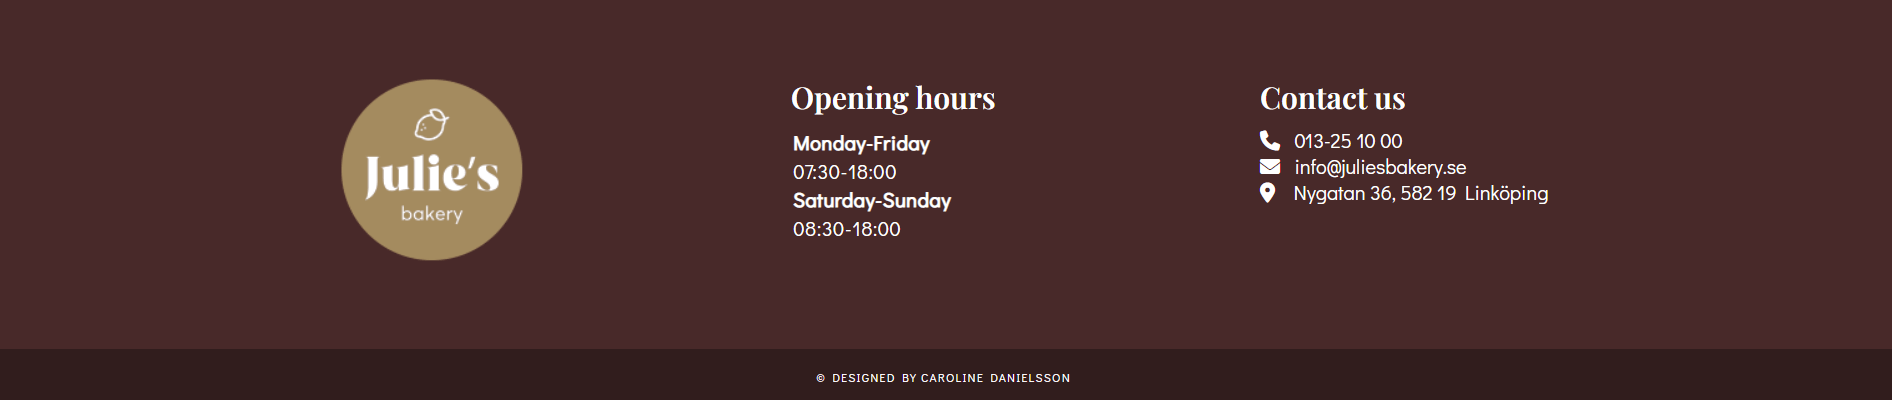 Julie's
bakery
Opening hours
Monday-Friday
07:30-18:00
Saturday-Sunday
08:30-18:00
Contact us
013-25 10 00
info@juliesbakery.se
Nygatan 36, 582 19 Linköping
© DESIGNED BY CAROLINE DANIELSSON